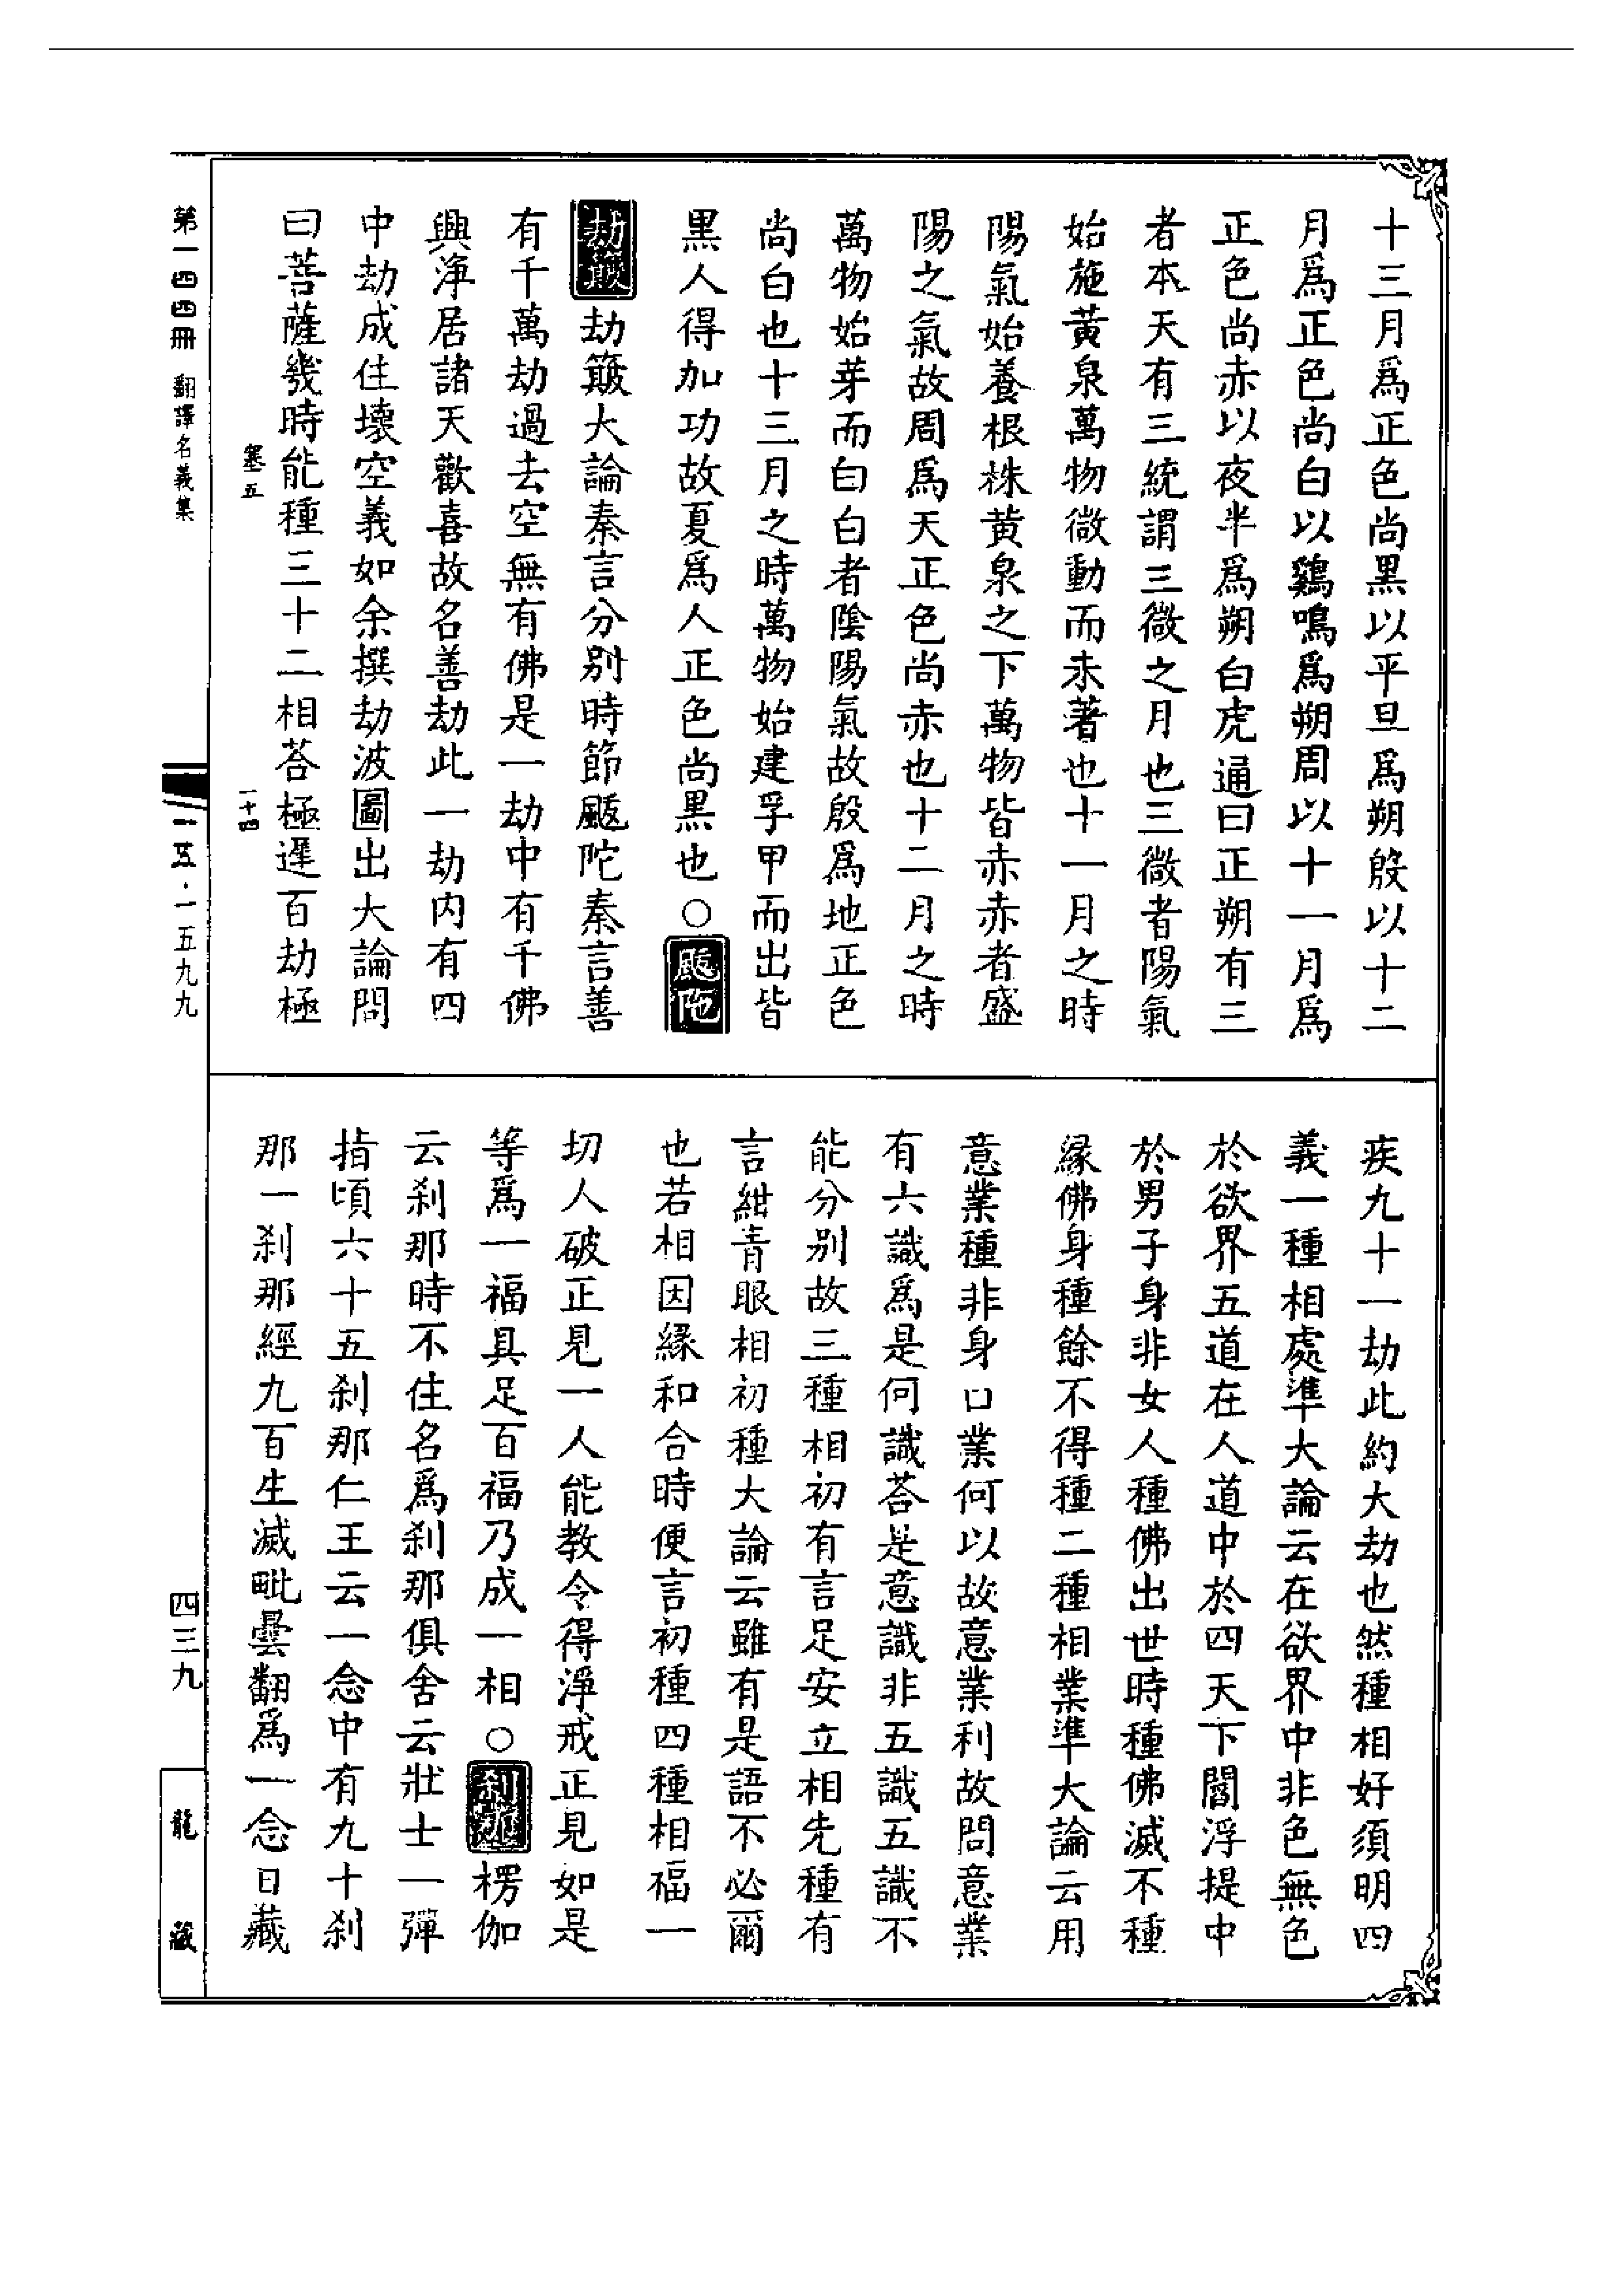 十三月爲正色尚黑以平旦爲朔殷以十二
月爲正色尚白以鷄鳴爲朔周以十一月爲
正色尚赤以夜半爲朔白虎通曰正朔有三
者本天有三統謂三微之月也三微者陽氣
始施黃泉萬物微動而未著也十一月之時
陽氣始養根株黃泉之下萬物皆赤赤者盛
陽之氣故周爲天正色尚赤也十二月之時
萬物始芽而白白者陰陽氣故殷爲地正色
尚白也十三月之時萬物始建孚甲而出皆
黑人得加功故夏爲人正色尚黑也○颰陀
劫簸劫簸大論秦言分別時節颰陀秦言善
有千萬劫過去空無有佛是一劫中有千佛
興淨居諸天歡喜故名善劫此一劫内有四
中劫成住壞空義如余撰劫波圖出大論問
曰菩薩幾時能種三十二相荅極遲百劫極
疾九十一劫此約大劫也然種相好須明四
義一種相處準大論云在欲界中非色無色
於欲界五道在人道中於四天下閻浮提中
於男子身非女人種佛出世時種佛滅不種
緣佛身種餘不得種二種相業準大論云用
意業種非身口業何以故意業利故問意業
有六識爲是何識荅是意識非五識五識不
能分別故三種相初有言足安立相先種有
言紺青眼相初種大論云雖有是語不必爾
也若相因緣和合時便言初種四種相福一
切人破正見一人能教令得淨戒正見如是
等爲一福具足百福乃成一相○刹那楞伽
云刹那時不住名爲刹那俱舍云壯士一彈
指頃六十五刹那仁王云一念中有九十刹
那一刹那經九百生滅毗曇翻爲一念日藏
第一四四冊 翻譯名義集
卷五 二十四
一五·一五九九
四三九
龍藏